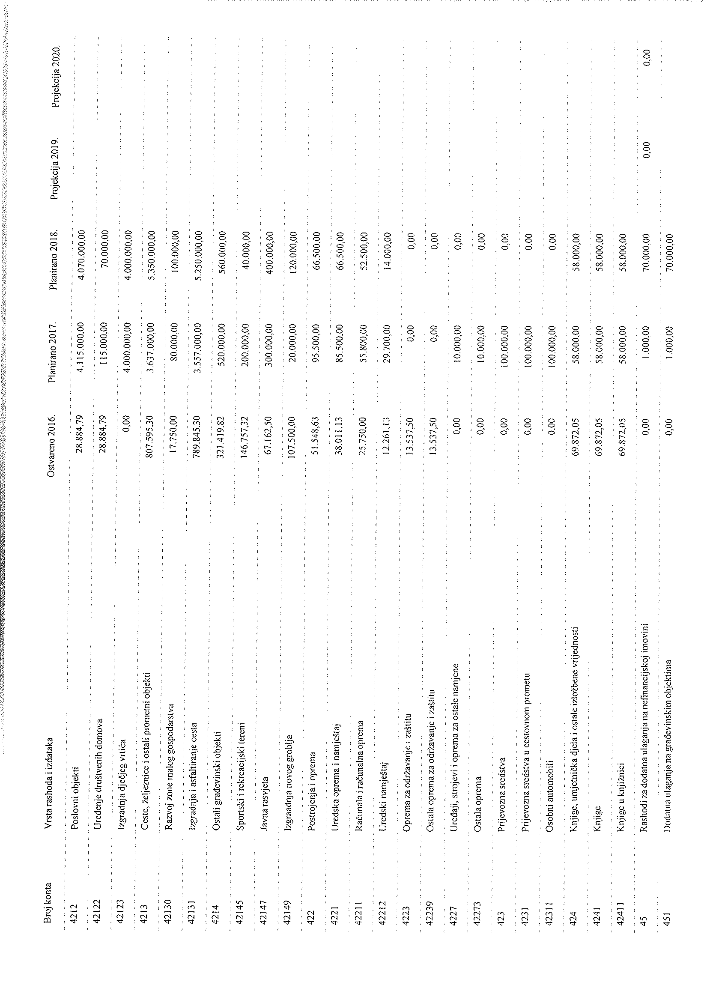 Broj konta Vrsta rashoda i izdataka Ostvareno 2016. Planirano 2017. Planirano 2018. Projekcija 2019. Projekcija 2020.
4212 Poslovni objekti 28.884,79 4.115.000,00 4.070.000,00
42122 Uređenje društvenih domova 28.884,79 115.000,00 70.000,00
42123 Izgradnja dječjeg vrtića 0,00 4.000.000,00 4.000.000,00
4213 Ceste, željeznice i ostali prometni objekti 807.595,30 3.637.000,00 5.350.000,00
42130 Razvoj zone malog gospodarstva 17.750,00 80.000,00 100.000,00
42131 Izgradnja i asfaltiranje cesta 789.845,30 3.557.000,00 5.250.000,00
4214 Ostali građevinski objekti 321.419,82 520.000,00 560.000,00
42145 Sportski i rekreacijski tereni 146.757,32 200.000,00 40.000,00
42147 Javna rasvjeta 67.162,50 300.000,00 400.000,00
42149 Izgraadnja novog groblja 107.500,00 20.000,00 120.000,00
422 Postrojenja i oprema 51.548,63 95.500,00 66.500,00
4221 Uredska oprema i namještaj 38.011,13 85.500,00 66.500,00
42211 Računala i računalna oprema 25.750,00 55.800,00 52.500,00
42212 Uredski namještaj 12.261,13 29.700,00 14.000,00
4223 Oprema za održavanje i zaštitu 13.537,50 0,00 0,00
42239 Ostala oprema za održavanje i zaštitu 13.537,50 0,00 0,00
4227 Uređaji, strojevi i oprema za ostale namjene 0,00 10.000,00 0,00
42273 Ostala oprema 0,00 10.000,00 0,00
423 Prijevozna sredstva 0,00 100.000,00 0,00
4231 Prijevozna sredstva u cestovnom prometu 0,00 100.000,00 0,00
42311 Osobni automobili 0,00 100.000,00 0,00
424 Knjige, umjetnička djela i ostale izložbene vrijednosti 69.872,05 58.000,00 58.000,00
4241 Knjige 69.872,05 58.000,00 58.000,00
42411 Knjige u knjižnici 69.872,05 58.000,00 58.000,00
45 Rashodi za dodatna ulaganja na nefinancijskoj imovini 0,00 1.000,00 70.000,00 0,00 0,00
451 Dodatna ulaganja na građevinskim objektima 0,00 1.000,00 70.000,00